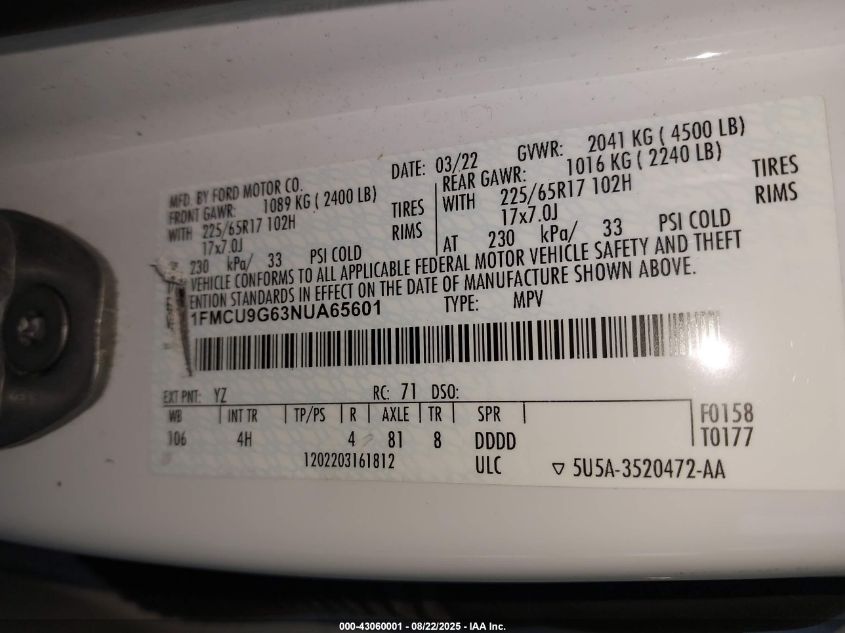 MFD. BY FORD MOTOR CO.
DATE: 03/22 GVWR: 2041 KG ( 4500 LB)
FRONT GAWR: 1089 KG ( 2400 LB) REAR GAWR: 1016 KG ( 2240 LB)
WITH 225/65R17 102H TIRES WITH 225/65R17 102H TIRES
17x7.0J RIMS 17x7.0J RIMS
230 kPa/ 33 PSI COLD AT 230 kPa/ 33 PSI COLD
VEHICLE CONFORMS TO ALL APPLICABLE FEDERAL MOTOR VEHICLE SAFETY AND THEFT
ENTION STANDARDS IN EFFECT ON THE DATE OF MANUFACTURE SHOWN ABOVE.
1FMCU9G63NUA65601 TYPE: MPV
EXT PNT: YZ RC: 71 DSO:
WB INT TR TP/PS R AXLE TR SPR F0158
106 4H 4 81 8 DDDD T0177
1202203161812 ULC ▽ 5U5A-3520472-AA
000-43060001 - 08/22/2025 - IAA Inc.